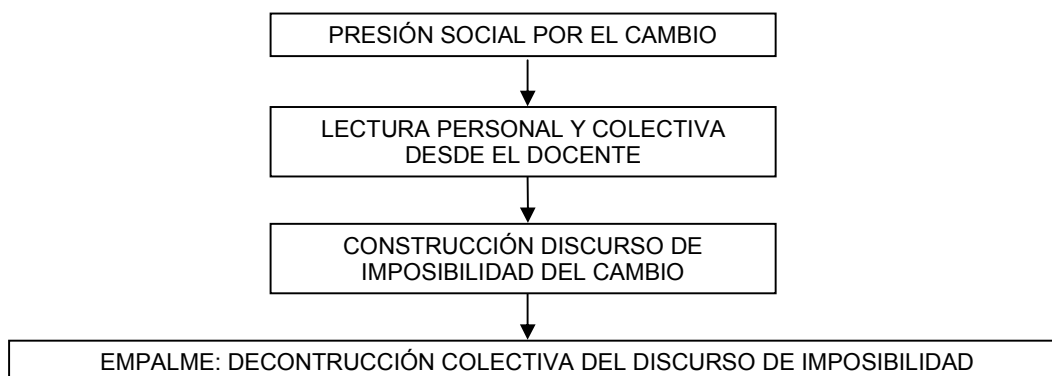 PRESIÓN SOCIAL POR EL CAMBIO
LECTURA PERSONAL Y COLECTIVA
DESDE EL DOCENTE
CONSTRUCCIÓN DISCURSO DE
IMPOSIBILIDAD DEL CAMBIO
EMPALME: DECONTRUCCIÓN COLECTIVA DEL DISCURSO DE IMPOSIBILIDAD